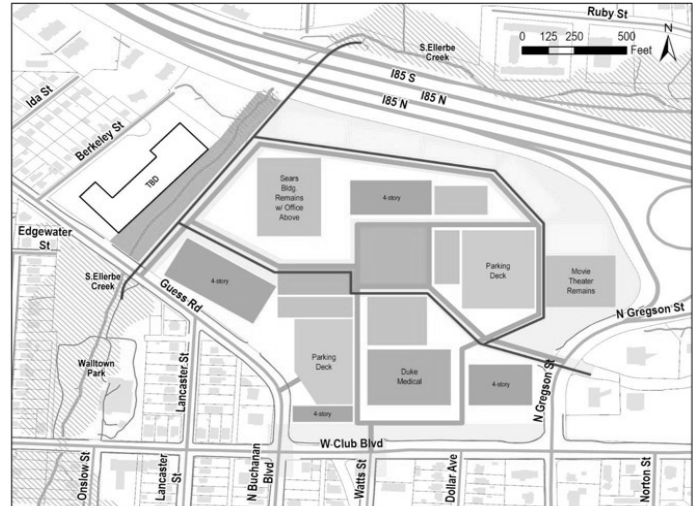 Ruby St
N
0 125 250 500
Feet
S.Ellerbe
Creek
I85 S
I85 N
I85 N
Ida St
Berkeley St
TBD
Sears
Bldg.
Remains
w/ Office
Above
4-story
Edgewater
St
S.Ellerbe
Creek
4-story
Guess Rd
Parking
Deck
Movie
Theater
Remains
N Gregson St
Walltown
Park
Lancaster St
Parking
Deck
Duke
Medical
4-story
N Gregson St
4-story
W Club Blvd
Onslow St
Lancaster
St
N Buchanan
Blvd
Watts St
Dollar Ave
Norton St